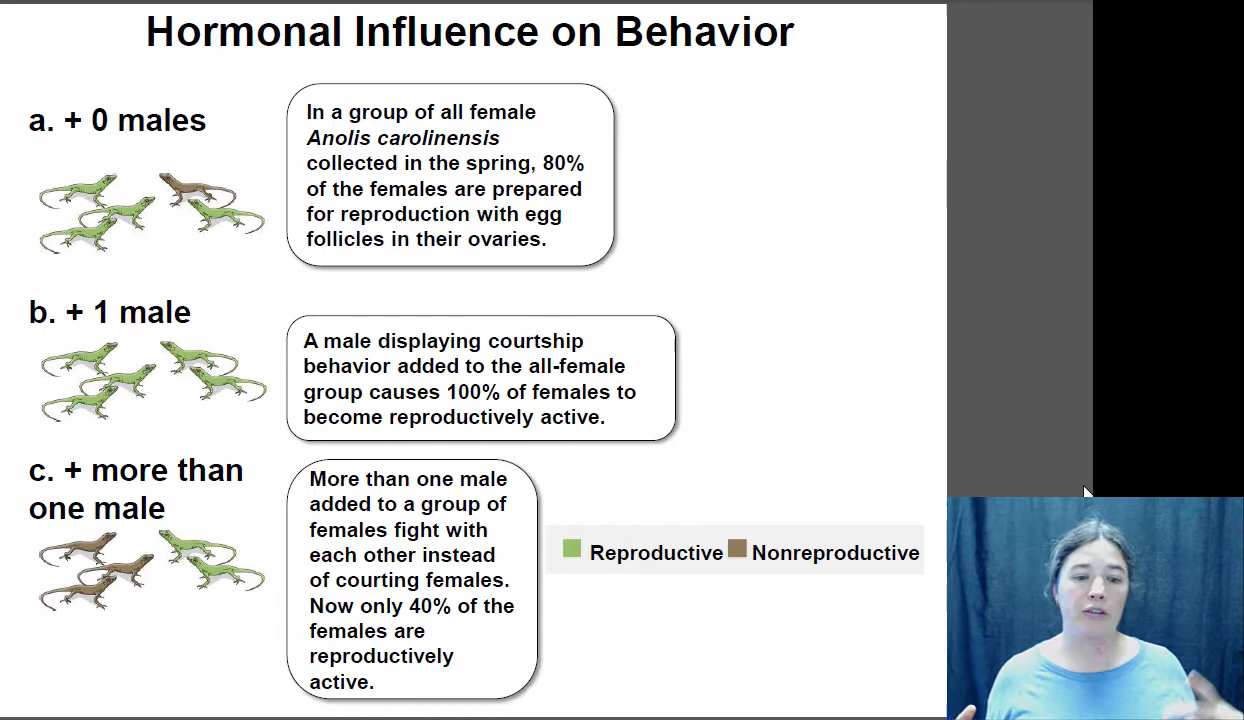 Hormonal Influence on Behavior
a. + 0 males
In a group of all female
Anolis carolinensis
collected in the spring, 80%
of the females are prepared
for reproduction with egg
follicles in their ovaries.
b. + 1 male
A male displaying courtship
behavior added to the all-female
group causes 100% of females to
become reproductively active.
c. + more than
one male
More than one male
added to a group of
females fight with
each other instead
of courting females.
Now only 40% of the
females are
reproductively
active.
Reproductive Nonreproductive